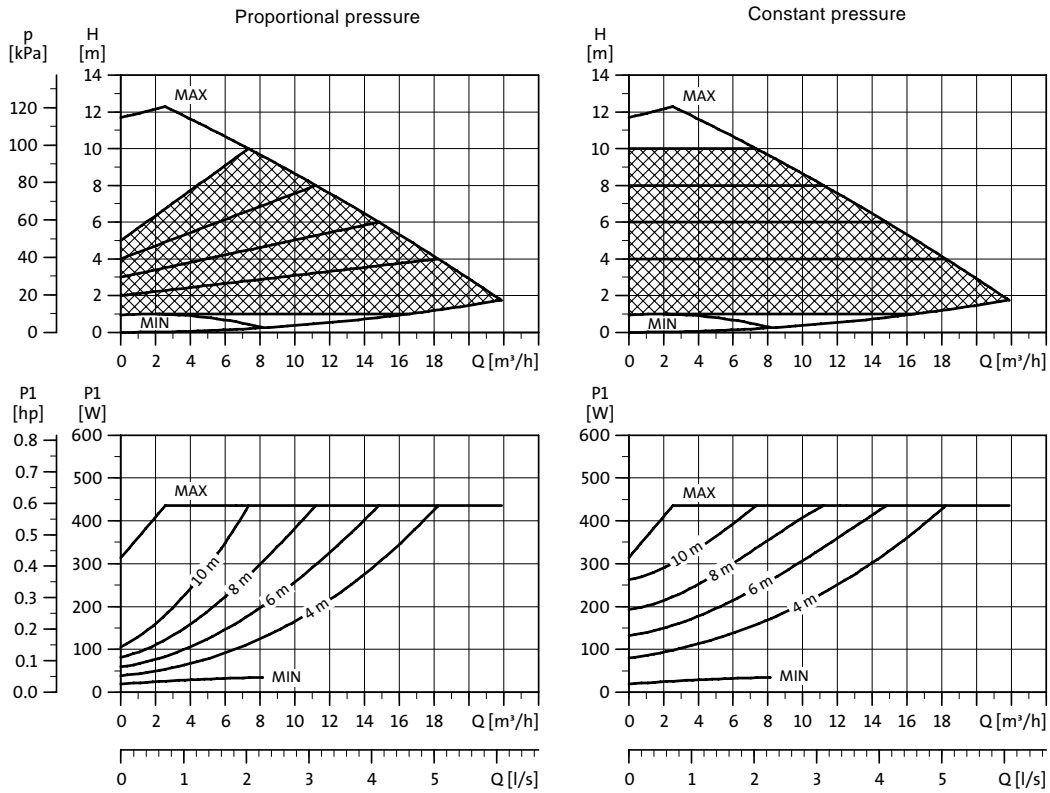 Proportional pressure
Constant pressure
p
[kPa]
H
[m]
H
[m]
14
12
10
8
6
4
2
0
120
100
80
60
40
20
0
MAX
MIN
0 2 4 6 8 10 12 14 16 18 Q [m³/h]
14
12
10
8
6
4
2
0
MAX
MIN
0 2 4 6 8 10 12 14 16 18 Q [m³/h]
P1
[hp]
P1
[W]
P1
[W]
0.8
0.7
0.6
0.5
0.4
0.3
0.2
0.1
0.0
600
500
400
300
200
100
0
MAX
10 m
8 m
6 m
4 m
MIN
0 2 4 6 8 10 12 14 16 18 Q [m³/h]
0 1 2 3 4 5 Q [l/s]
600
500
400
300
200
100
0
MAX
10 m
8 m
6 m
4 m
MIN
0 2 4 6 8 10 12 14 16 18 Q [m³/h]
0 1 2 3 4 5 Q [l/s]